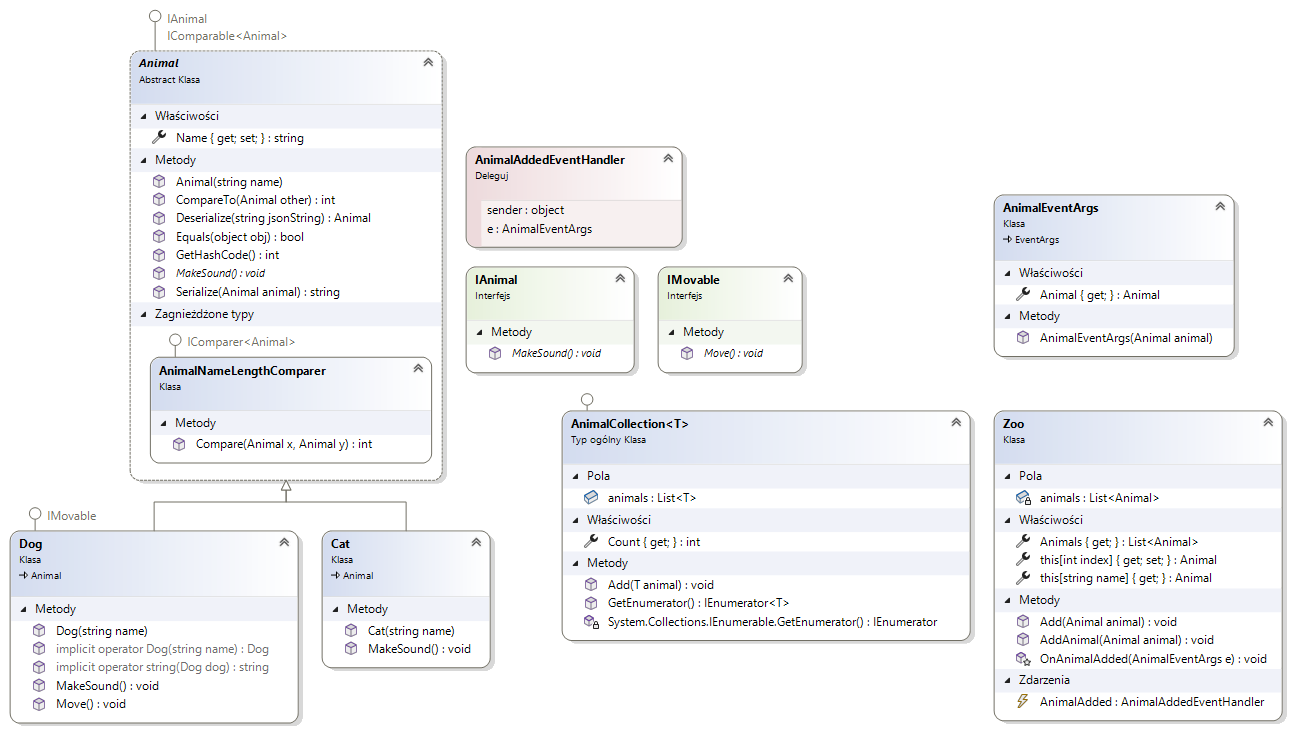 IAnimal
IComparable<Animal>
Animal
Abstract Klasa
Właściwości
Name { get; set; } : string
Metody
Animal(string name)
CompareTo(Animal other) : int
Deserialize(string jsonString) : Animal
Equals(object obj) : bool
GetHashCode() : int
MakeSound() : void
Serialize(Animal animal) : string
Zagnieżdżone typy
IComparer<Animal>
AnimalNameLengthComparer
Klasa
Metody
Compare(Animal x, Animal y) : int
IMovable
Dog
Klasa
Animal
Metody
Dog(string name)
implicit operator Dog(string name) : Dog
implicit operator string(Dog dog) : string
MakeSound() : void
Move() : void
Cat
Klasa
Animal
Metody
Cat(string name)
MakeSound() : void
AnimalAddedEventHandler
Deleguj
sender : object
e : AnimalEventArgs
IAnimal
Interfejs
Metody
MakeSound() : void
IMovable
Interfejs
Metody
Move() : void
AnimalCollection<T>
Typ ogólny Klasa
Pola
animals : List<T>
Właściwości
Count { get; } : int
Metody
Add(T animal) : void
GetEnumerator() : IEnumerator<T>
System.Collections.IEnumerable.GetEnumerator() : IEnumerator
AnimalEventArgs
Klasa
EventArgs
Właściwości
Animal { get; } : Animal
Metody
AnimalEventArgs(Animal animal)
Zoo
Klasa
Pola
animals : List<Animal>
Właściwości
Animals { get; } : List<Animal>
this[int index] { get; set; } : Animal
this[string name] { get; } : Animal
Metody
Add(Animal animal) : void
AddAnimal(Animal animal) : void
OnAnimalAdded(AnimalEventArgs e) : void
Zdarzenia
AnimalAdded : AnimalAddedEventHandler